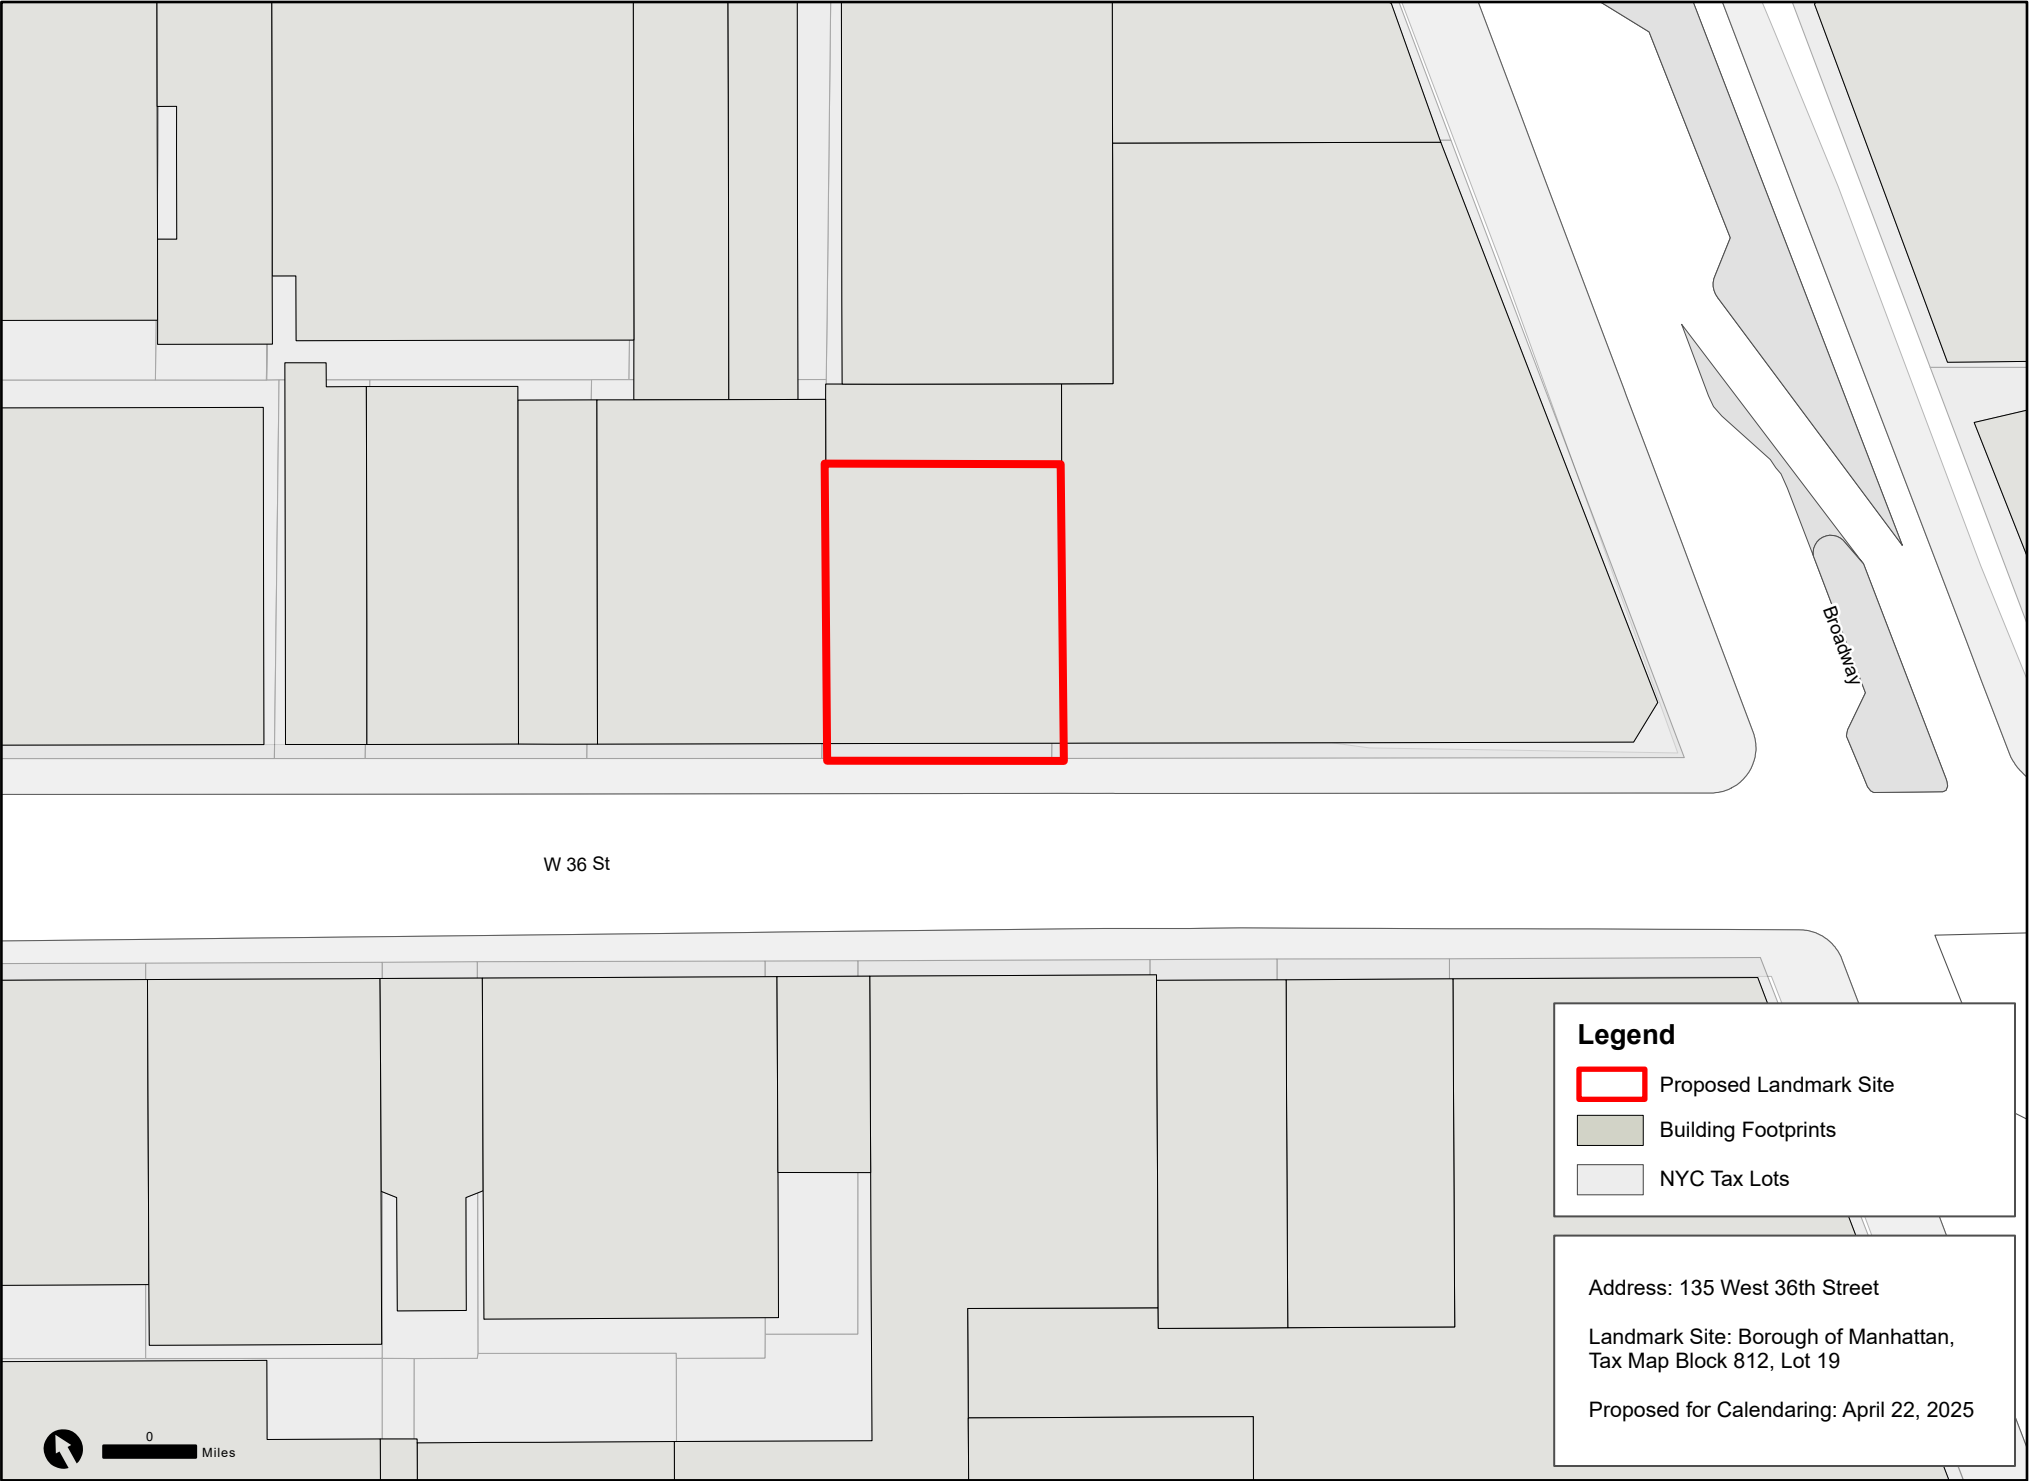 Broadway
W 36 St
Legend
Proposed Landmark Site
Building Footprints
NYC Tax Lots
Address: 135 West 36th Street
Landmark Site: Borough of Manhattan,
Tax Map Block 812, Lot 19
Proposed for Calendaring: April 22, 2025
0
Miles